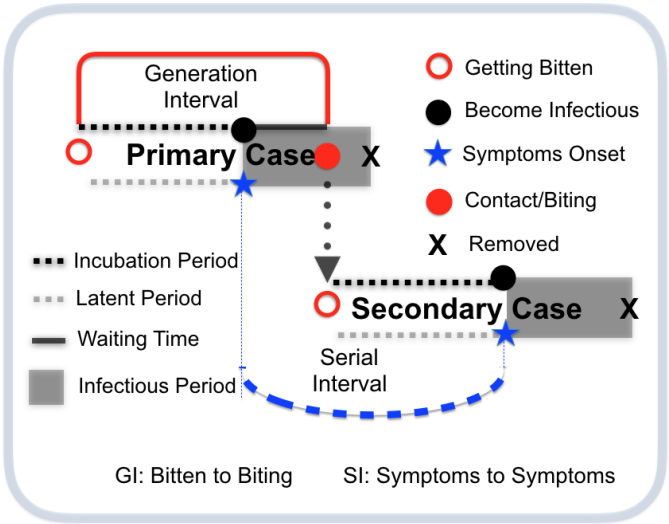 Generation
Interval
Getting Bitten
Become Infectious
Primary Case
X
Symptoms Onset
Contact/Biting
X Removed
Incubation Period
Latent Period
Secondary Case
X
Waiting Time
Serial
Interval
Infectious Period
GI: Bitten to Biting
SI: Symptoms to Symptoms